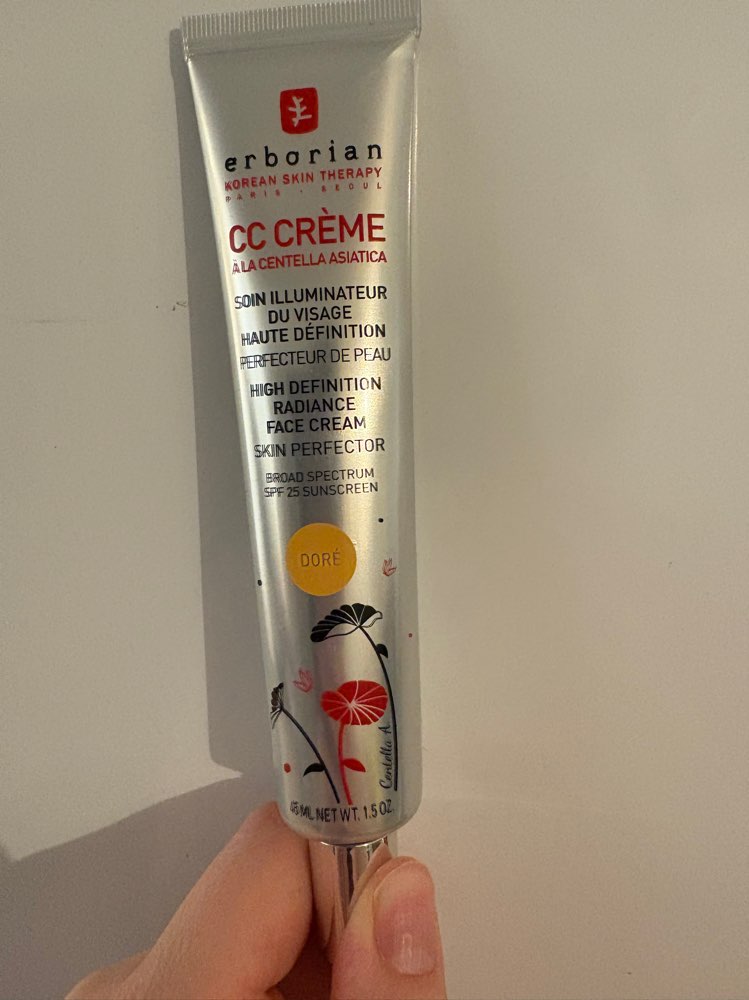 erborian
KOREAN SKIN THERAPY
PARIS . SEOUL
CC CRÈME
À LA CENTELLA ASIATICA
SOIN ILLUMINATEUR
DU VISAGE
HAUTE DÉFINITION
PERFECTEUR DE PEAU
HIGH DEFINITION
RADIANCE
FACE CREAM
SKIN PERFECTOR
BROAD SPECTRUM
SPF 25 SUNSCREEN
DORÉ
Centella A.
45 ML NET WT. 1.5 OZ.